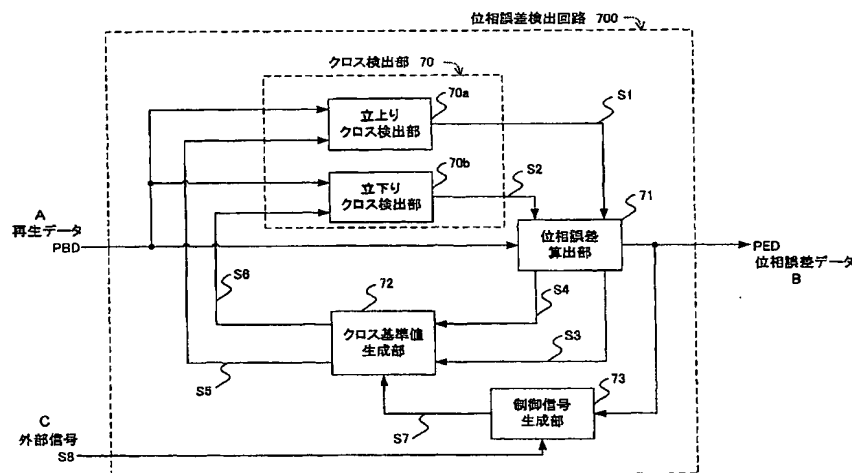 位相誤差検出回路 700
クロス検出部 70
70a
立上り
クロス検出部
S1
70b
立下り
クロス検出部
S2
71
A
再生データ
PBD
位相誤差
算出部
PED
位相誤差データ
B
S6
72
S4
クロス基準値
生成部
S3
S5
73
制御信号
生成部
S7
C
外部信号
S8